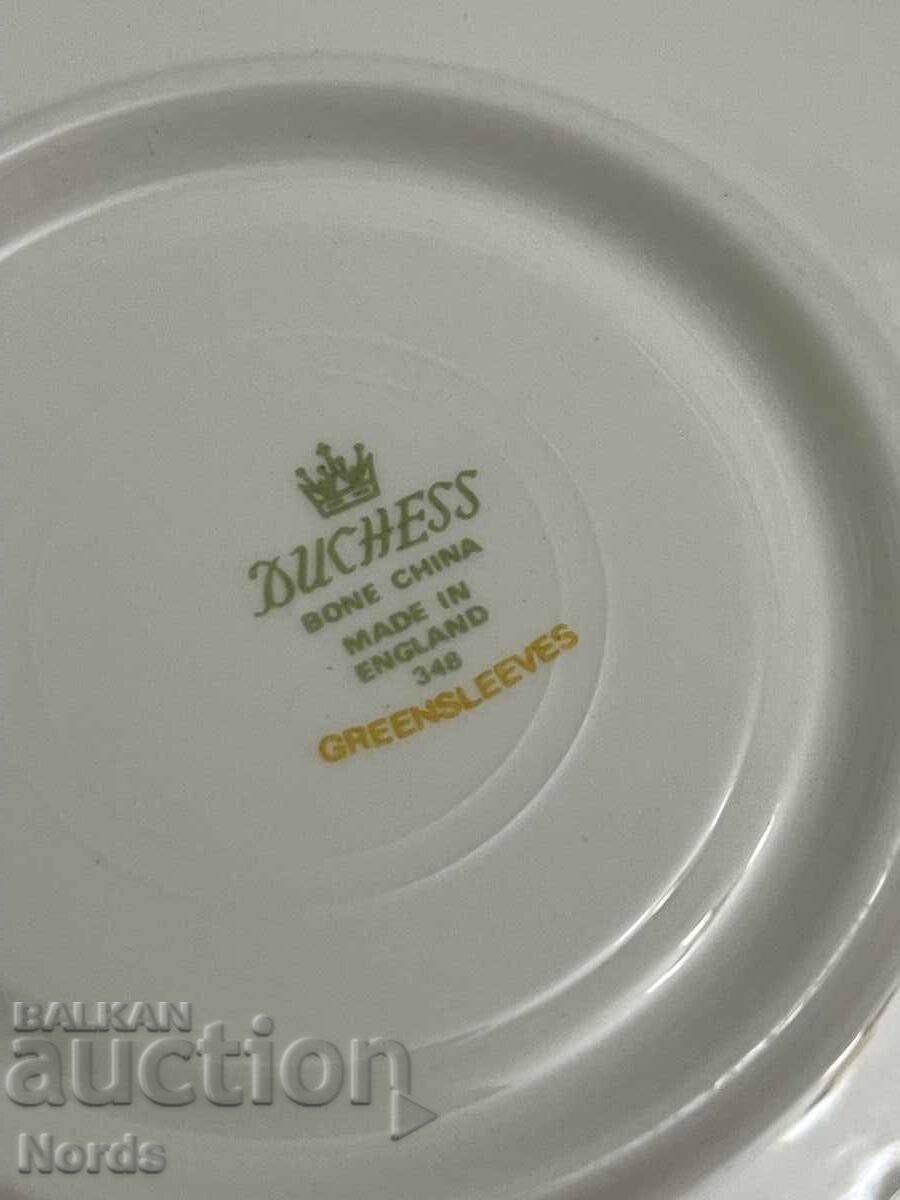 DUCHESS
BONE CHINA
MADE IN
ENGLAND
348
GREENSLEEVES
BALKAN
auction
Nords